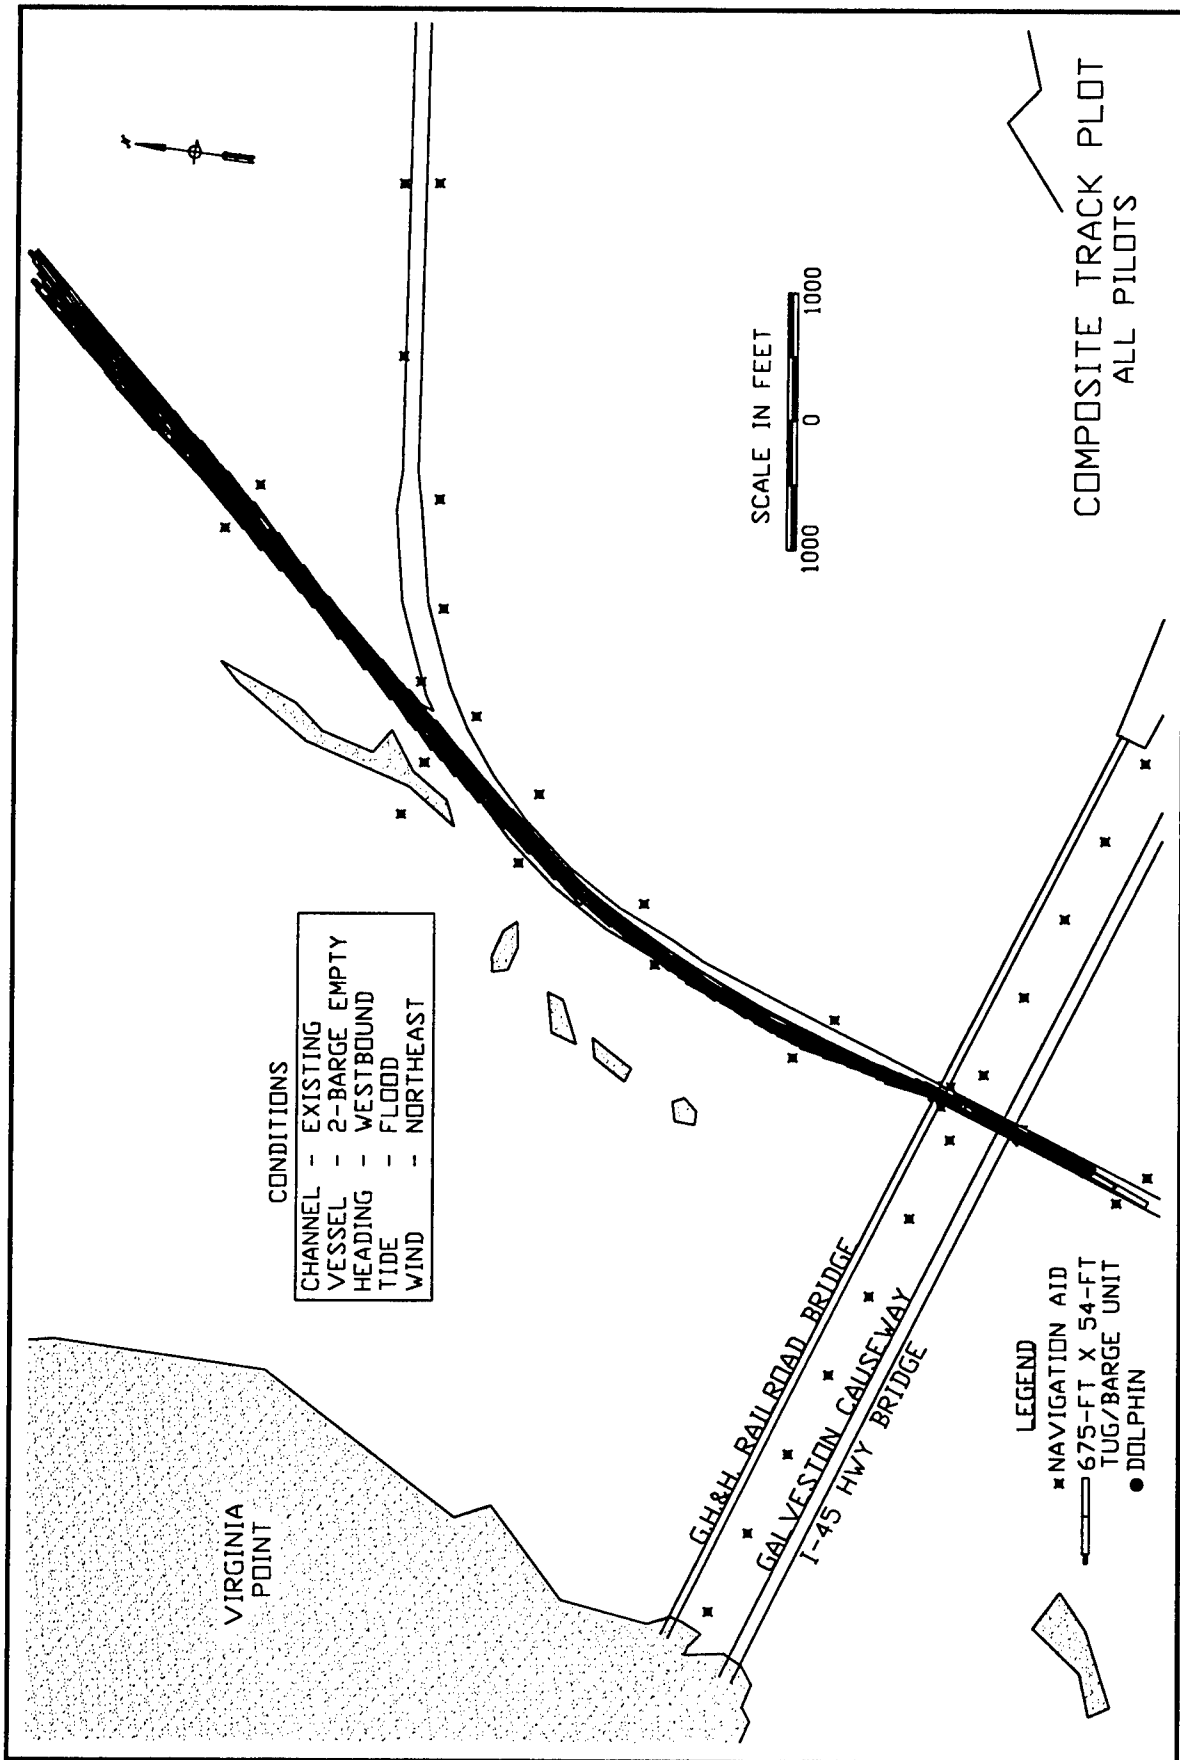 N
VIRGINIA
POINT
CONDITIONS
CHANNEL - EXISTING
VESSEL - 2-BARGE EMPTY
HEADING - WESTBOUND
TIDE - FLOOD
WIND - NORTHEAST
G.H.&H. RAILROAD BRIDGE
GALVESTON CAUSEWAY
I-45 HWY BRIDGE
SCALE IN FEET
1000 0 1000
LEGEND
NAVIGATION AID
675-FT X 54-FT
TUG/BARGE UNIT
DOLPHIN
COMPOSITE TRACK PLOT
ALL PILOTS